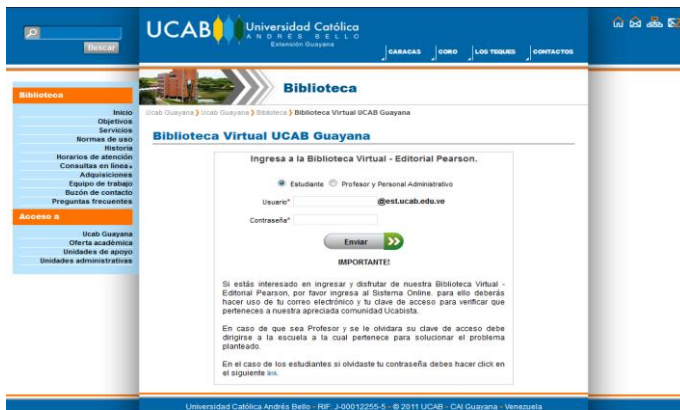 Buscar
UCAB Universidad Católica
ANDRES BELLO
Extensión Guayana
CARACAS CORO LOS TEQUES CONTACTOS
Biblioteca
Inicio
Objetivos
Servicios
Normas de uso
Historia
Horarios de atención
Consultas en línea
Adquisiciones
Equipo de trabajo
Buzón de contacto
Preguntas frecuentes
Acceso a
Ucab Guayana
Oferta académica
Unidades de apoyo
Unidades administrativas
Biblioteca
Ucab Guayana Ucab Guayana Biblioteca Biblioteca Virtual UCAB Guayana
Biblioteca Virtual UCAB Guayana
Ingresa a la Biblioteca Virtual - Editorial Pearson.
Estudiante Profesor y Personal Administrativo
Usuario* @est.ucab.edu.ve
Contraseña*
Enviar
IMPORTANTE!
Si estás interesado en ingresar y disfrutar de nuestra Biblioteca Virtual -
Editorial Pearson, por favor ingresa al Sistema Online, para ello deberás
hacer uso de tu correo electrónico y tu clave de acceso para verificar que
perteneces a nuestra apreciada comunidad Ucabista.
En caso de que sea Profesor y se le olvidara su clave de acceso debe
dirigirse a la escuela a la cual pertenece para solucionar el problema
planteado.
En el caso de los estudiantes si olvidaste tu contraseña debes hacer click en
el siguiente link.
Universidad Católica Andrés Bello - RIF: J-00012255-5 - © 2011 UCAB - CAI Guayana - Venezuela